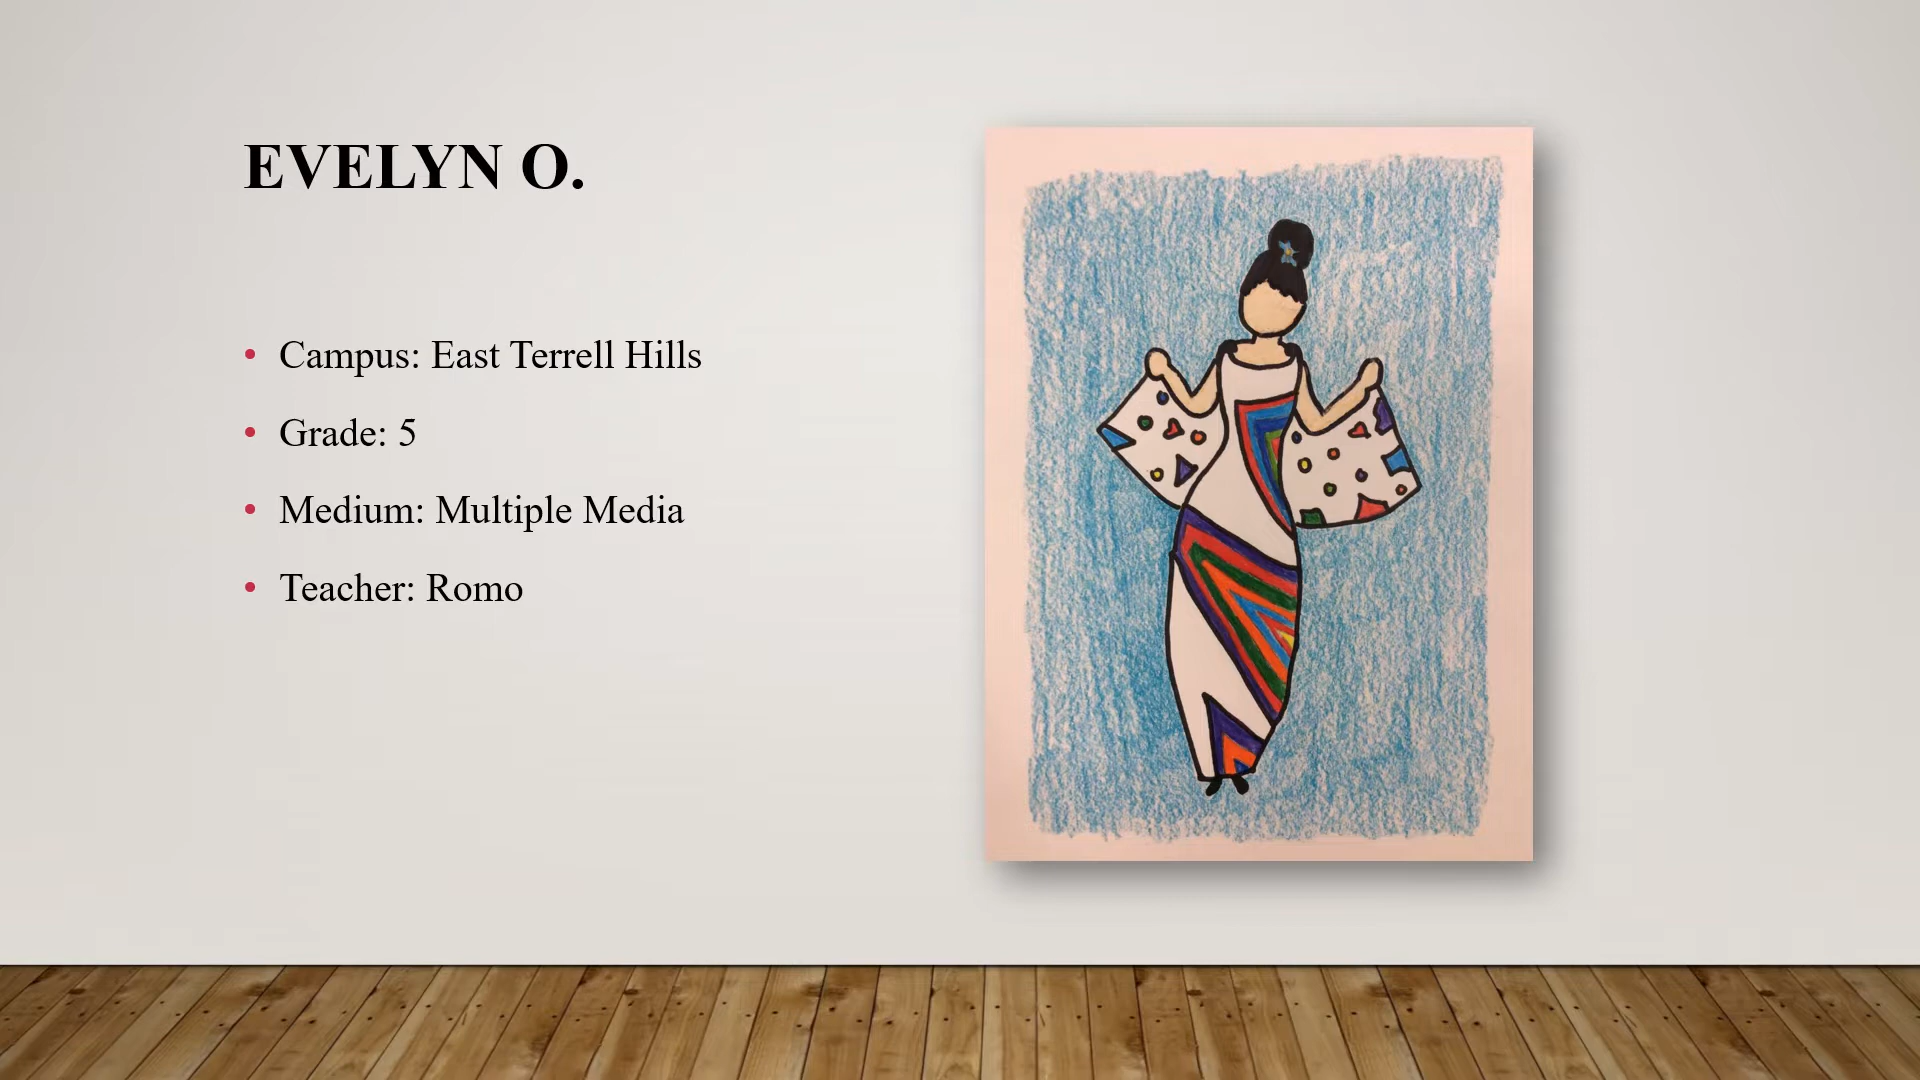 EVELYN O.
• Campus: East Terrell Hills
• Grade: 5
• Medium: Multiple Media
• Teacher: Romo